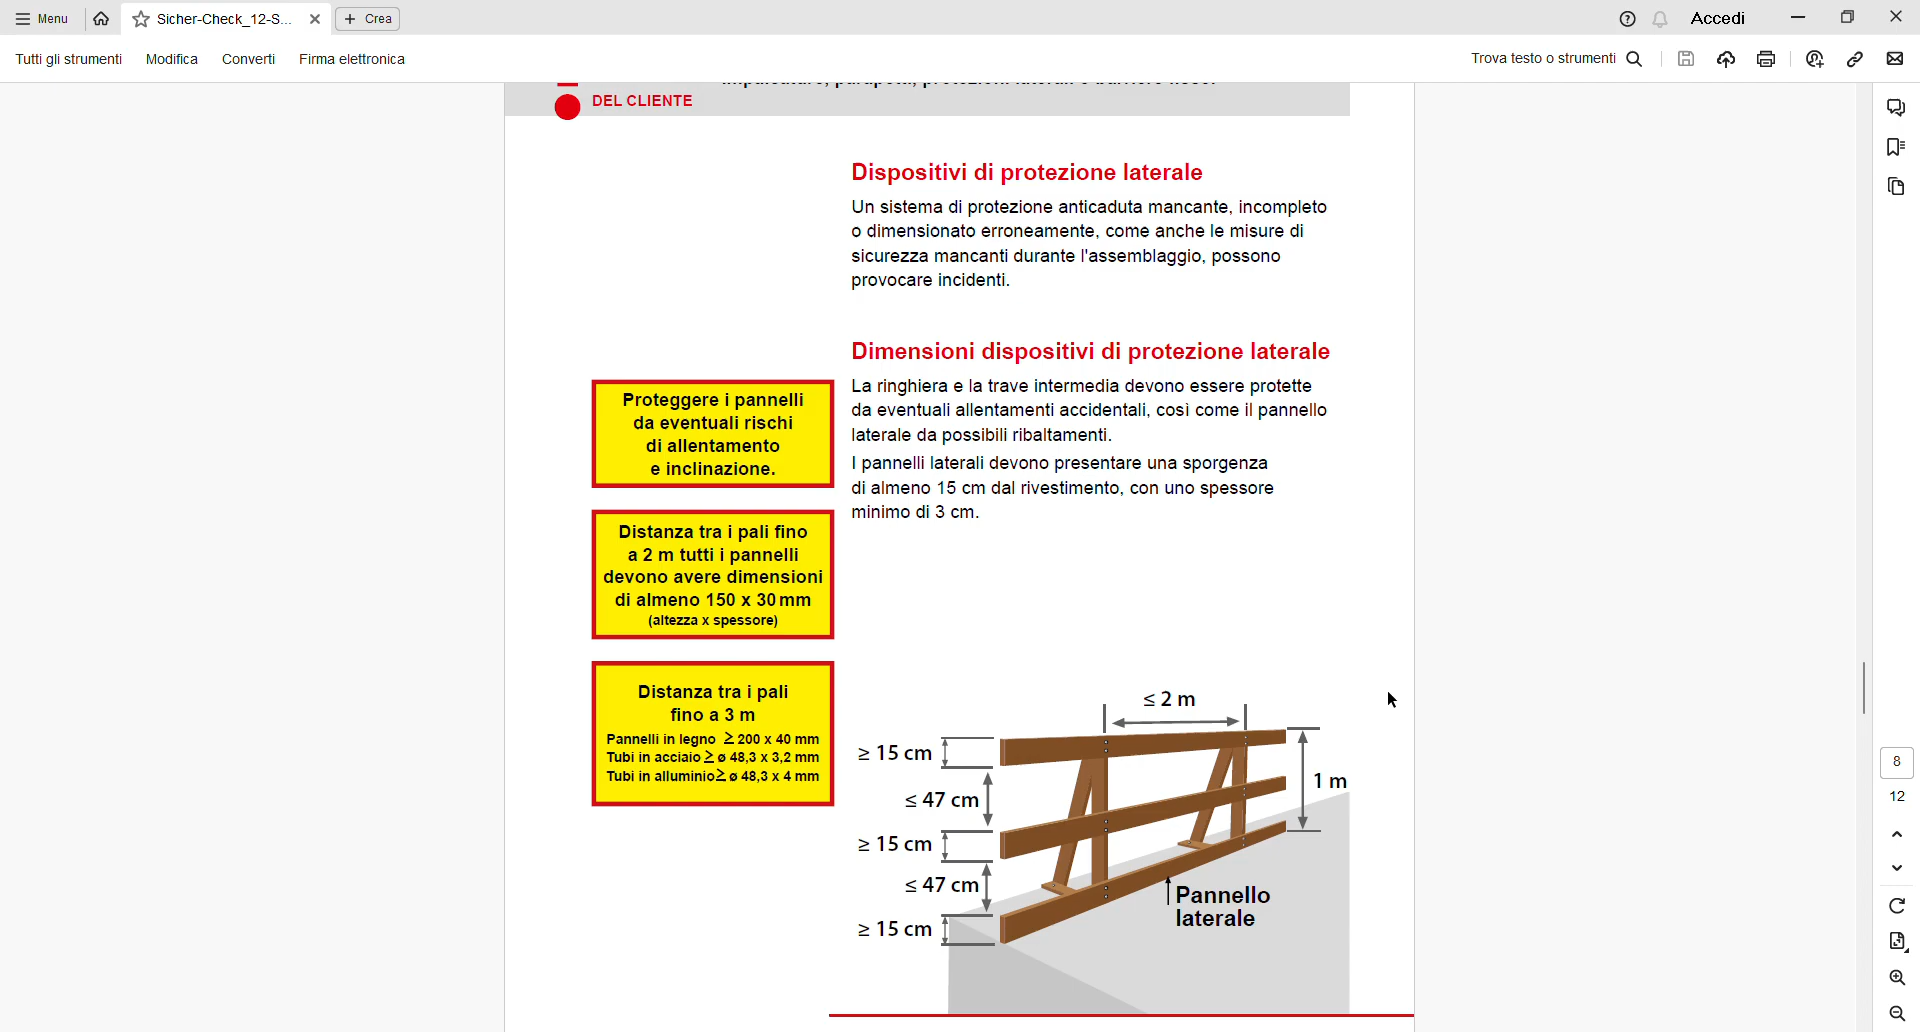 Menu
Sicher-Check_12-S...
Crea
Accedi
Tutti gli strumenti
Modifica
Converti
Firma elettronica
Trova testo o strumenti
DEL CLIENTE
Dispositivi di protezione laterale
Un sistema di protezione anticaduta mancante, incompleto
o dimensionato erroneamente, come anche le misure di
sicurezza mancanti durante l'assemblaggio, possono
provocare incidenti.
Dimensioni dispositivi di protezione laterale
La ringhiera e la trave intermedia devono essere protette
da eventuali allentamenti accidentali, così come il pannello
laterale da possibili ribaltamenti.
I pannelli laterali devono presentare una sporgenza
di almeno 15 cm dal rivestimento, con uno spessore
minimo di 3 cm.
Proteggere i pannelli
da eventuali rischi
di allentamento
e inclinazione.
Distanza tra i pali fino
a 2 m tutti i pannelli
devono avere dimensioni
di almeno 150 x 30 mm
(altezza x spessore)
Distanza tra i pali
fino a 3 m
Pannelli in legno ≥ 200 x 40 mm
Tubi in acciaio ≥ ø 48,3 x 3,2 mm
Tubi in alluminio ≥ ø 48,3 x 4 mm
≤ 2 m
≥ 15 cm
≤ 47 cm
≥ 15 cm
≤ 47 cm
≥ 15 cm
1 m
Pannello
laterale
8
12